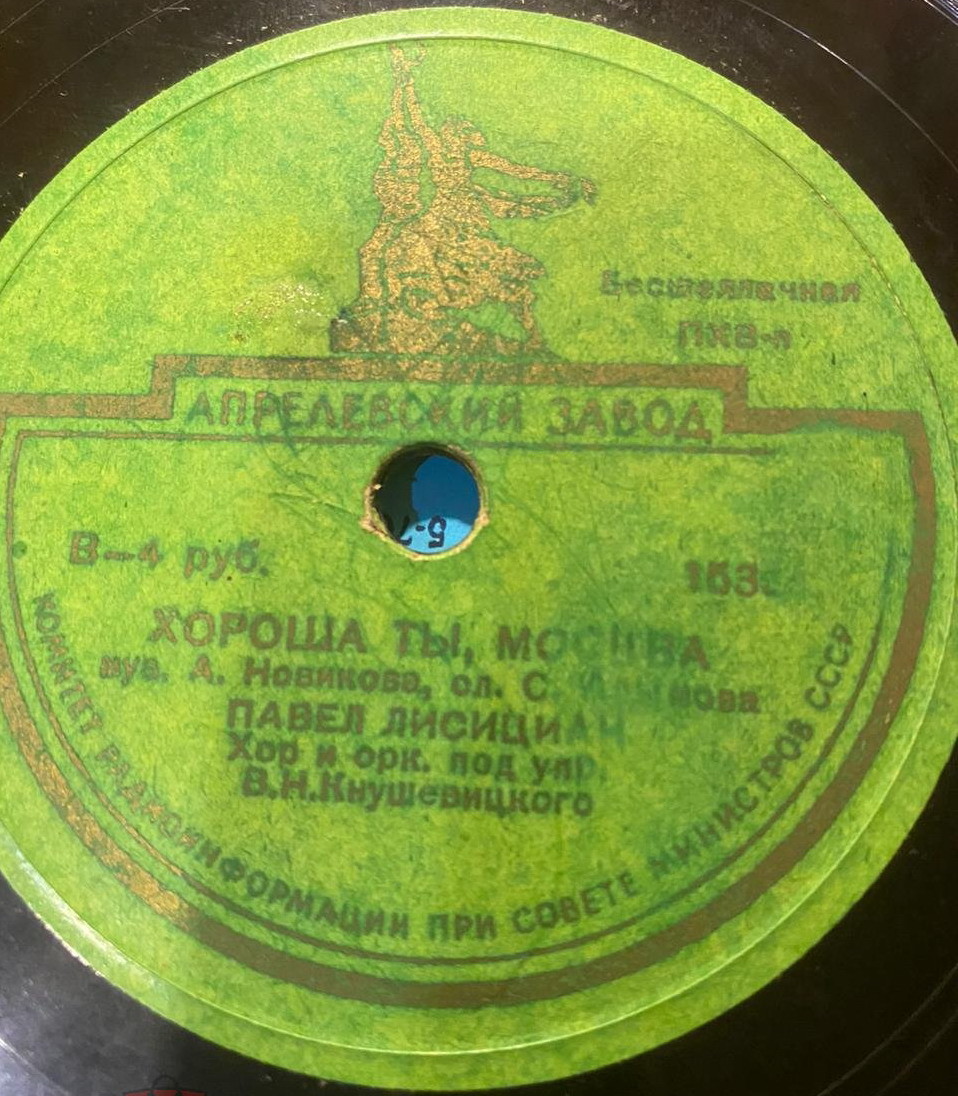 Бесшеллачная
ПКВ-л
АПРЕЛЕВСКИЙ ЗАВОД
В—4 руб.
153
ХОРОША ТЫ, МОСКВА
муз. А. Новикова, сл. С.
ПАВЕЛ ЛИСИЦИАН
Хор и орк. под упр.
В.Н.Кнушевицкого
КОМИТЕТ РАДИОИНФОРМАЦИИ ПРИ СОВЕТЕ МИНИСТРОВ СССР